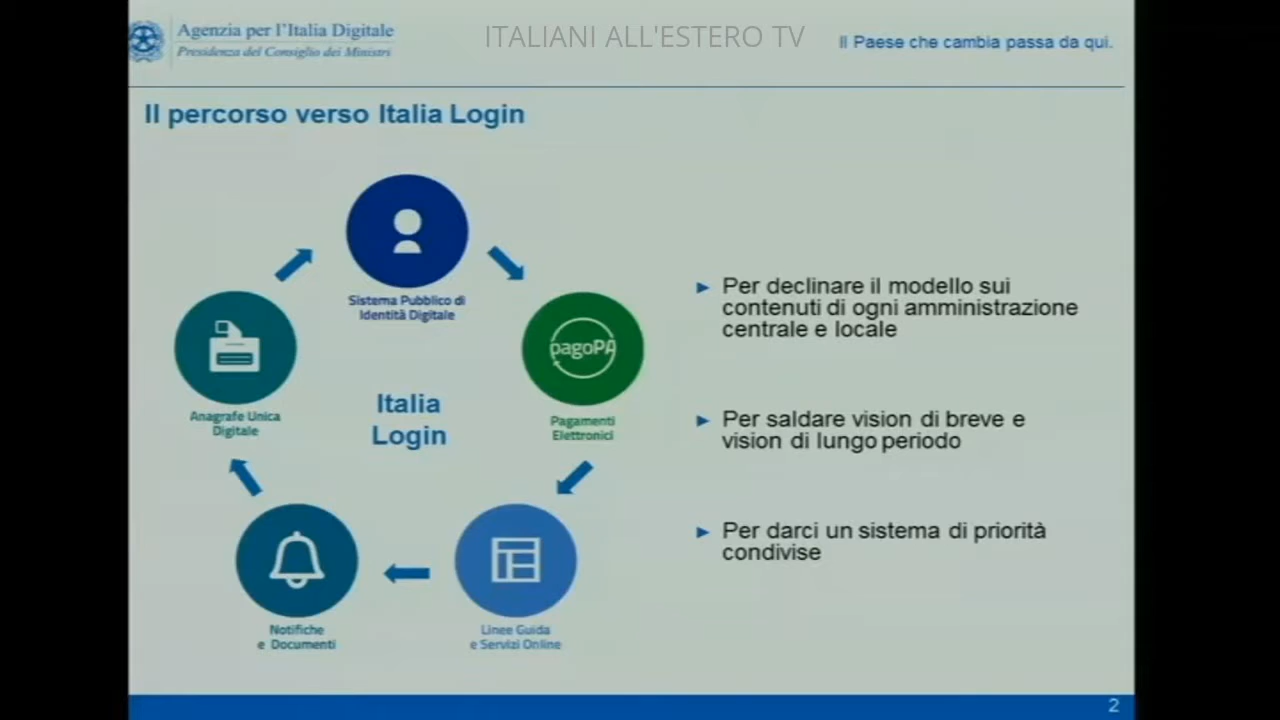 Agenzia per l'Italia Digitale
Presidenza del Consiglio dei Ministri
ITALIANI ALL'ESTERO TV
Il Paese che cambia passa da qui.
Il percorso verso Italia Login
Sistema Pubblico di
Identità Digitale
pagoPA
Pagamenti
Elettronici
Linee Guida
e Servizi Online
Notifiche
e Documenti
Anagrafe Unica
Digitale
Italia
Login
Per declinare il modello sui
contenuti di ogni amministrazione
centrale e locale
Per saldare vision di breve e
vision di lungo periodo
Per darci un sistema di priorità
condivise
2